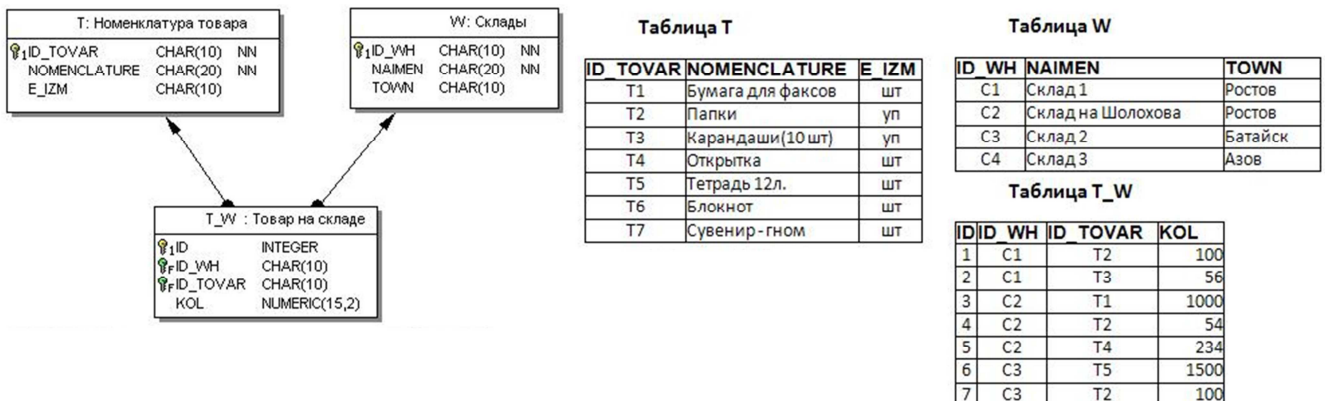 T: Номенклатура товара
1ID_TOVAR CHAR(10) NN
NOMENCLATURE CHAR(20) NN
E_IZM CHAR(10)
W: Склады
1ID_WH CHAR(10) NN
NAIMEN CHAR(20) NN
TOWN CHAR(10)
T_W : Товар на складе
1ID INTEGER
FID_WH CHAR(10)
FID_TOVAR CHAR(10)
KOL NUMERIC(15,2)
Таблица T
ID_TOVAR NOMENCLATURE E_IZM
T1 Бумага для факсов шт
T2 Папки уп
T3 Карандаши(10 шт) уп
T4 Открытка шт
T5 Тетрадь 12л. шт
T6 Блокнот шт
T7 Сувенир - гном шт
Таблица W
ID_WH NAIMEN TOWN
C1 Склад 1 Ростов
C2 Склад на Шолохова Ростов
C3 Склад 2 Батайск
C4 Склад 3 Азов
Таблица T_W
ID ID_WH ID_TOVAR KOL
1 C1 T2 100
2 C1 T3 56
3 C2 T1 1000
4 C2 T2 54
5 C2 T4 234
6 C3 T5 1500
7 C3 T2 100